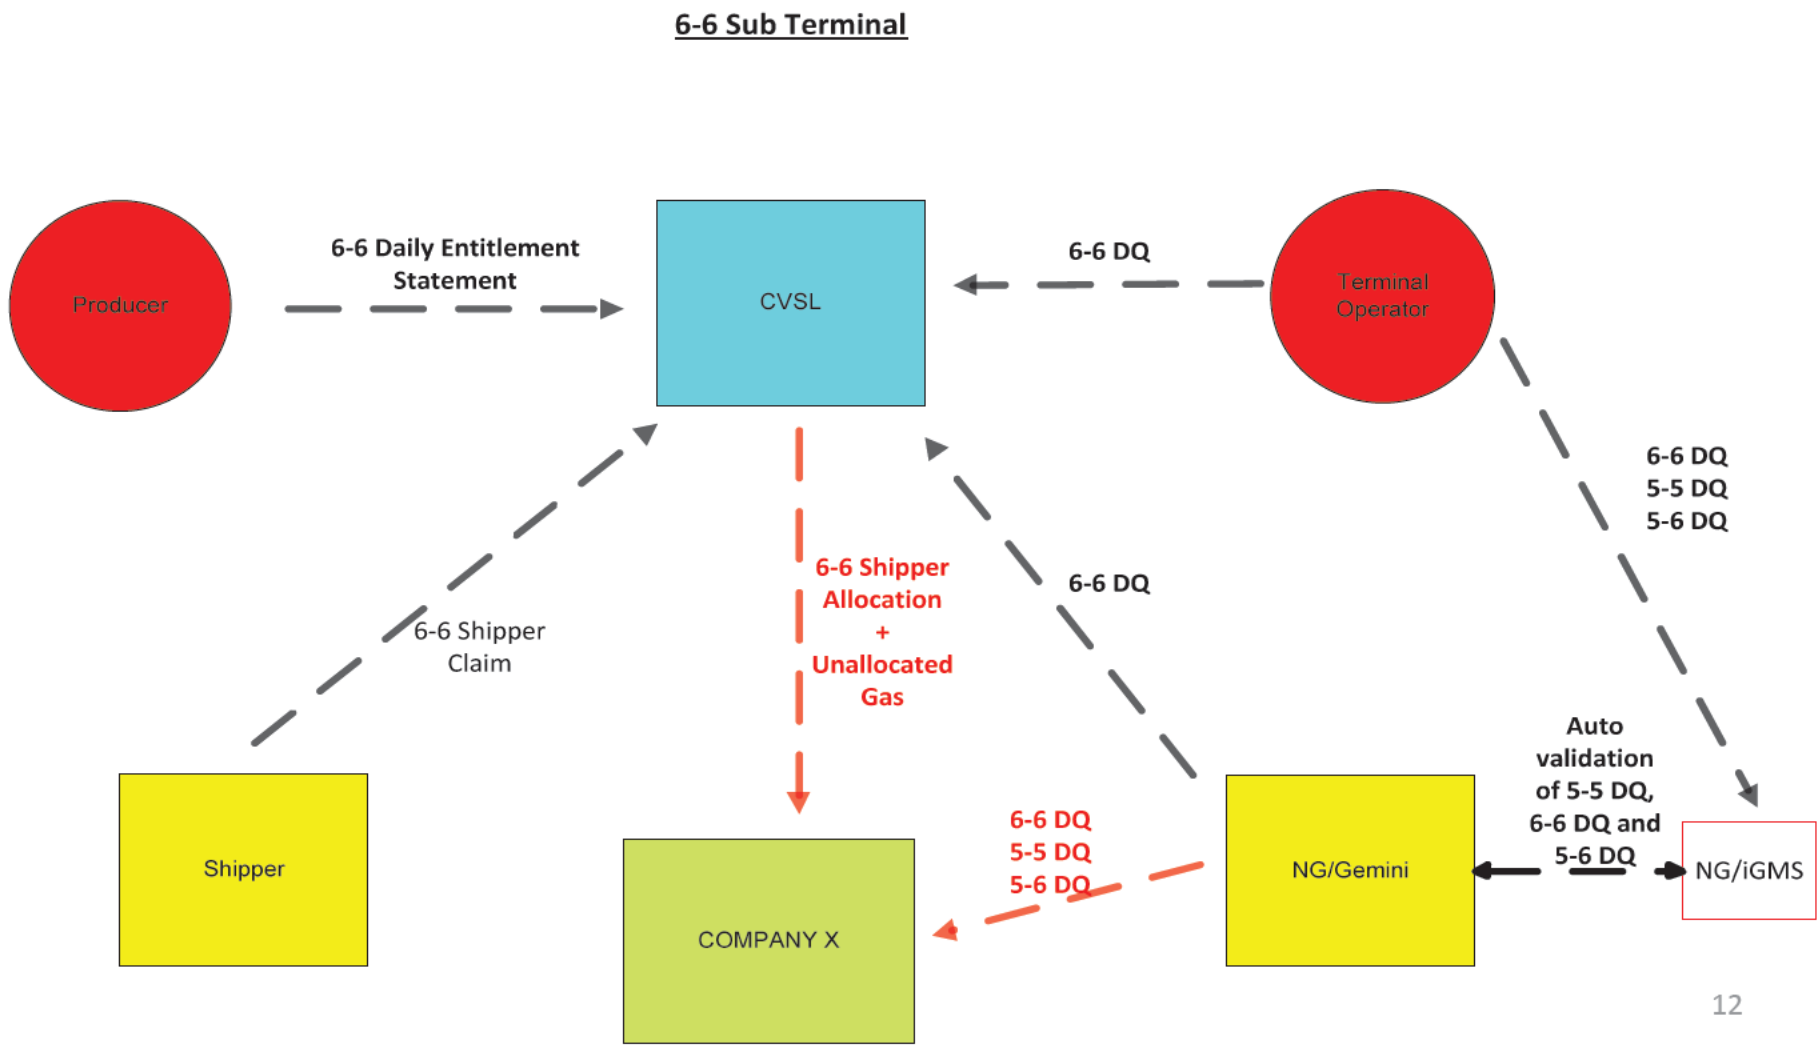 6-6 Sub Terminal
6-6 Daily Entitlement
Statement
Producer
CVSL
6-6 DQ
Terminal
Operator
6-6 DQ
5-5 DQ
5-6 DQ
6-6 Shipper
Allocation
+
Unallocated
Gas
6-6 DQ
6-6 Shipper
Claim
Auto
validation
of 5-5 DQ,
6-6 DQ and
5-6 DQ
6-6 DQ
5-5 DQ
5-6 DQ
Shipper
COMPANY X
NG/Gemini
NG/iGMS
12